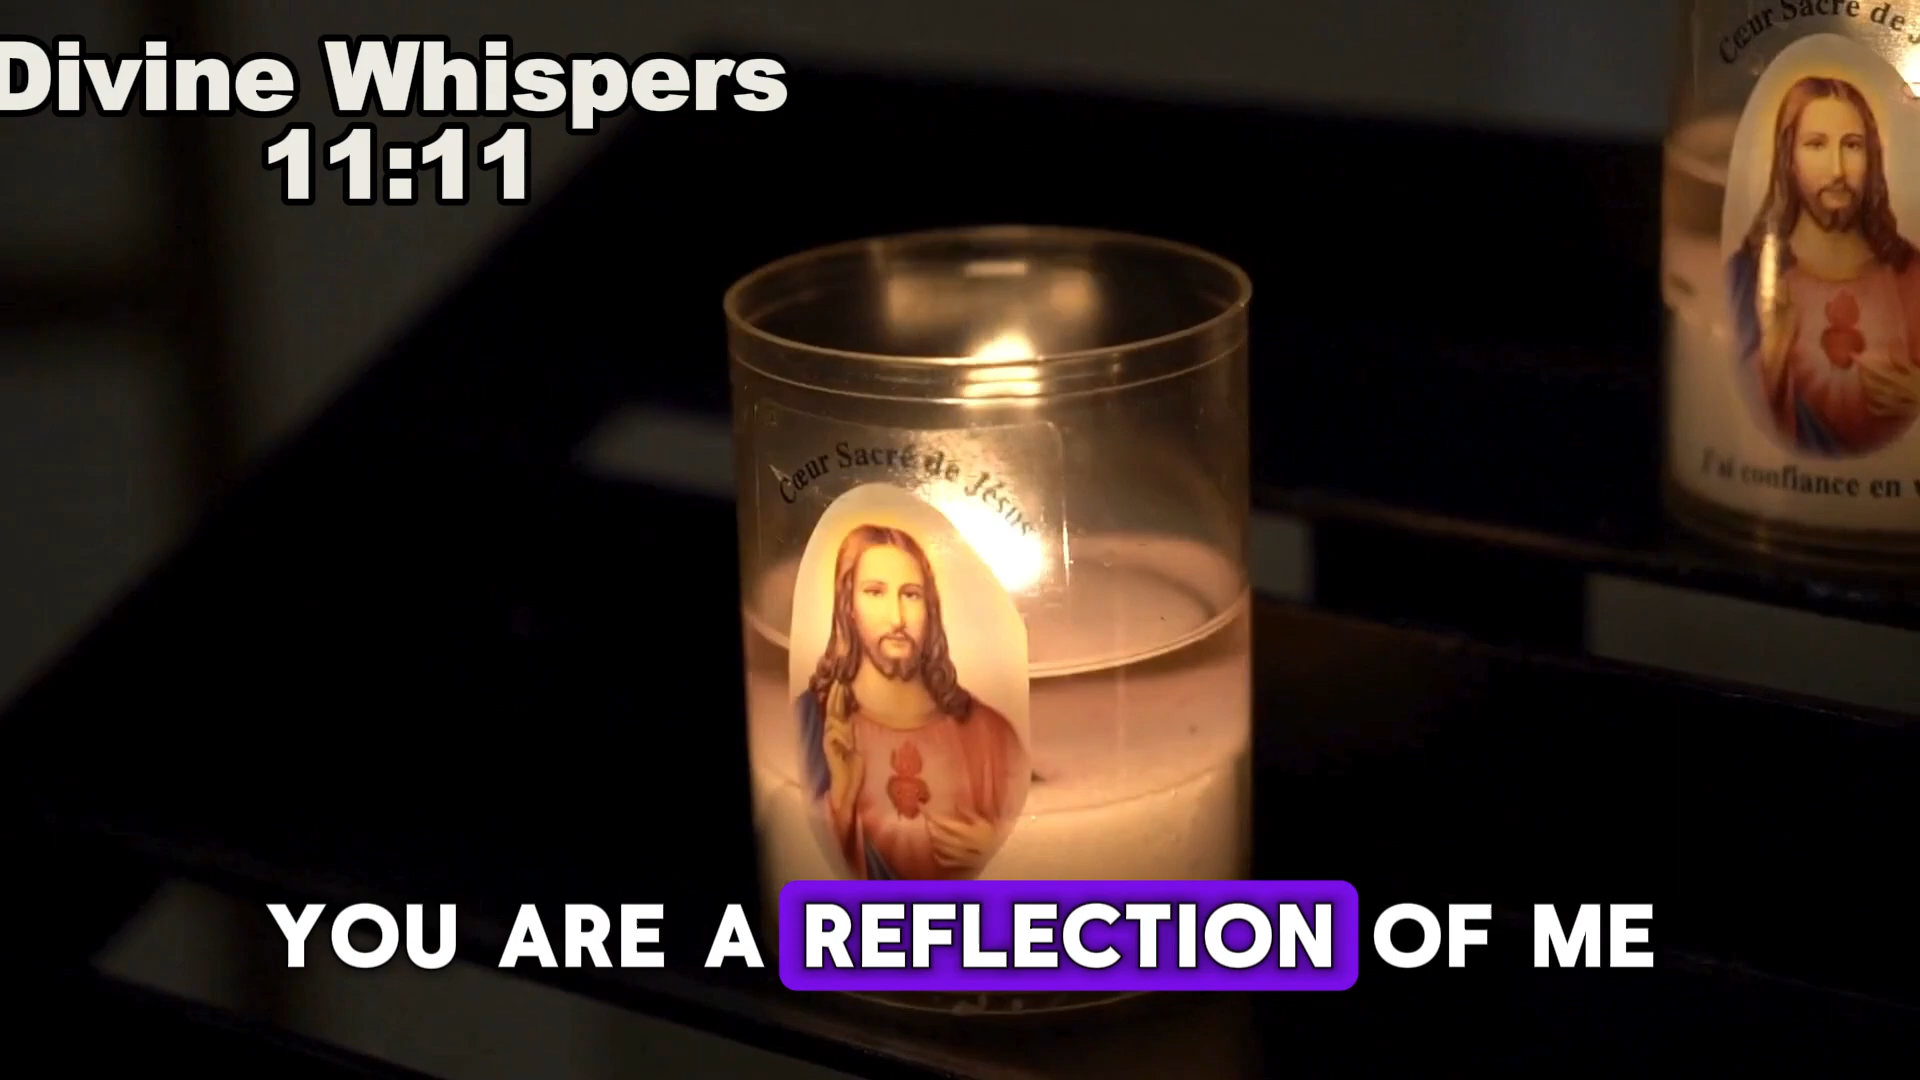 Divine Whispers
11:11
Cœur Sacré de
Cœur Sacré de Jésus
J'ai confiance en
YOU ARE A REFLECTION OF ME